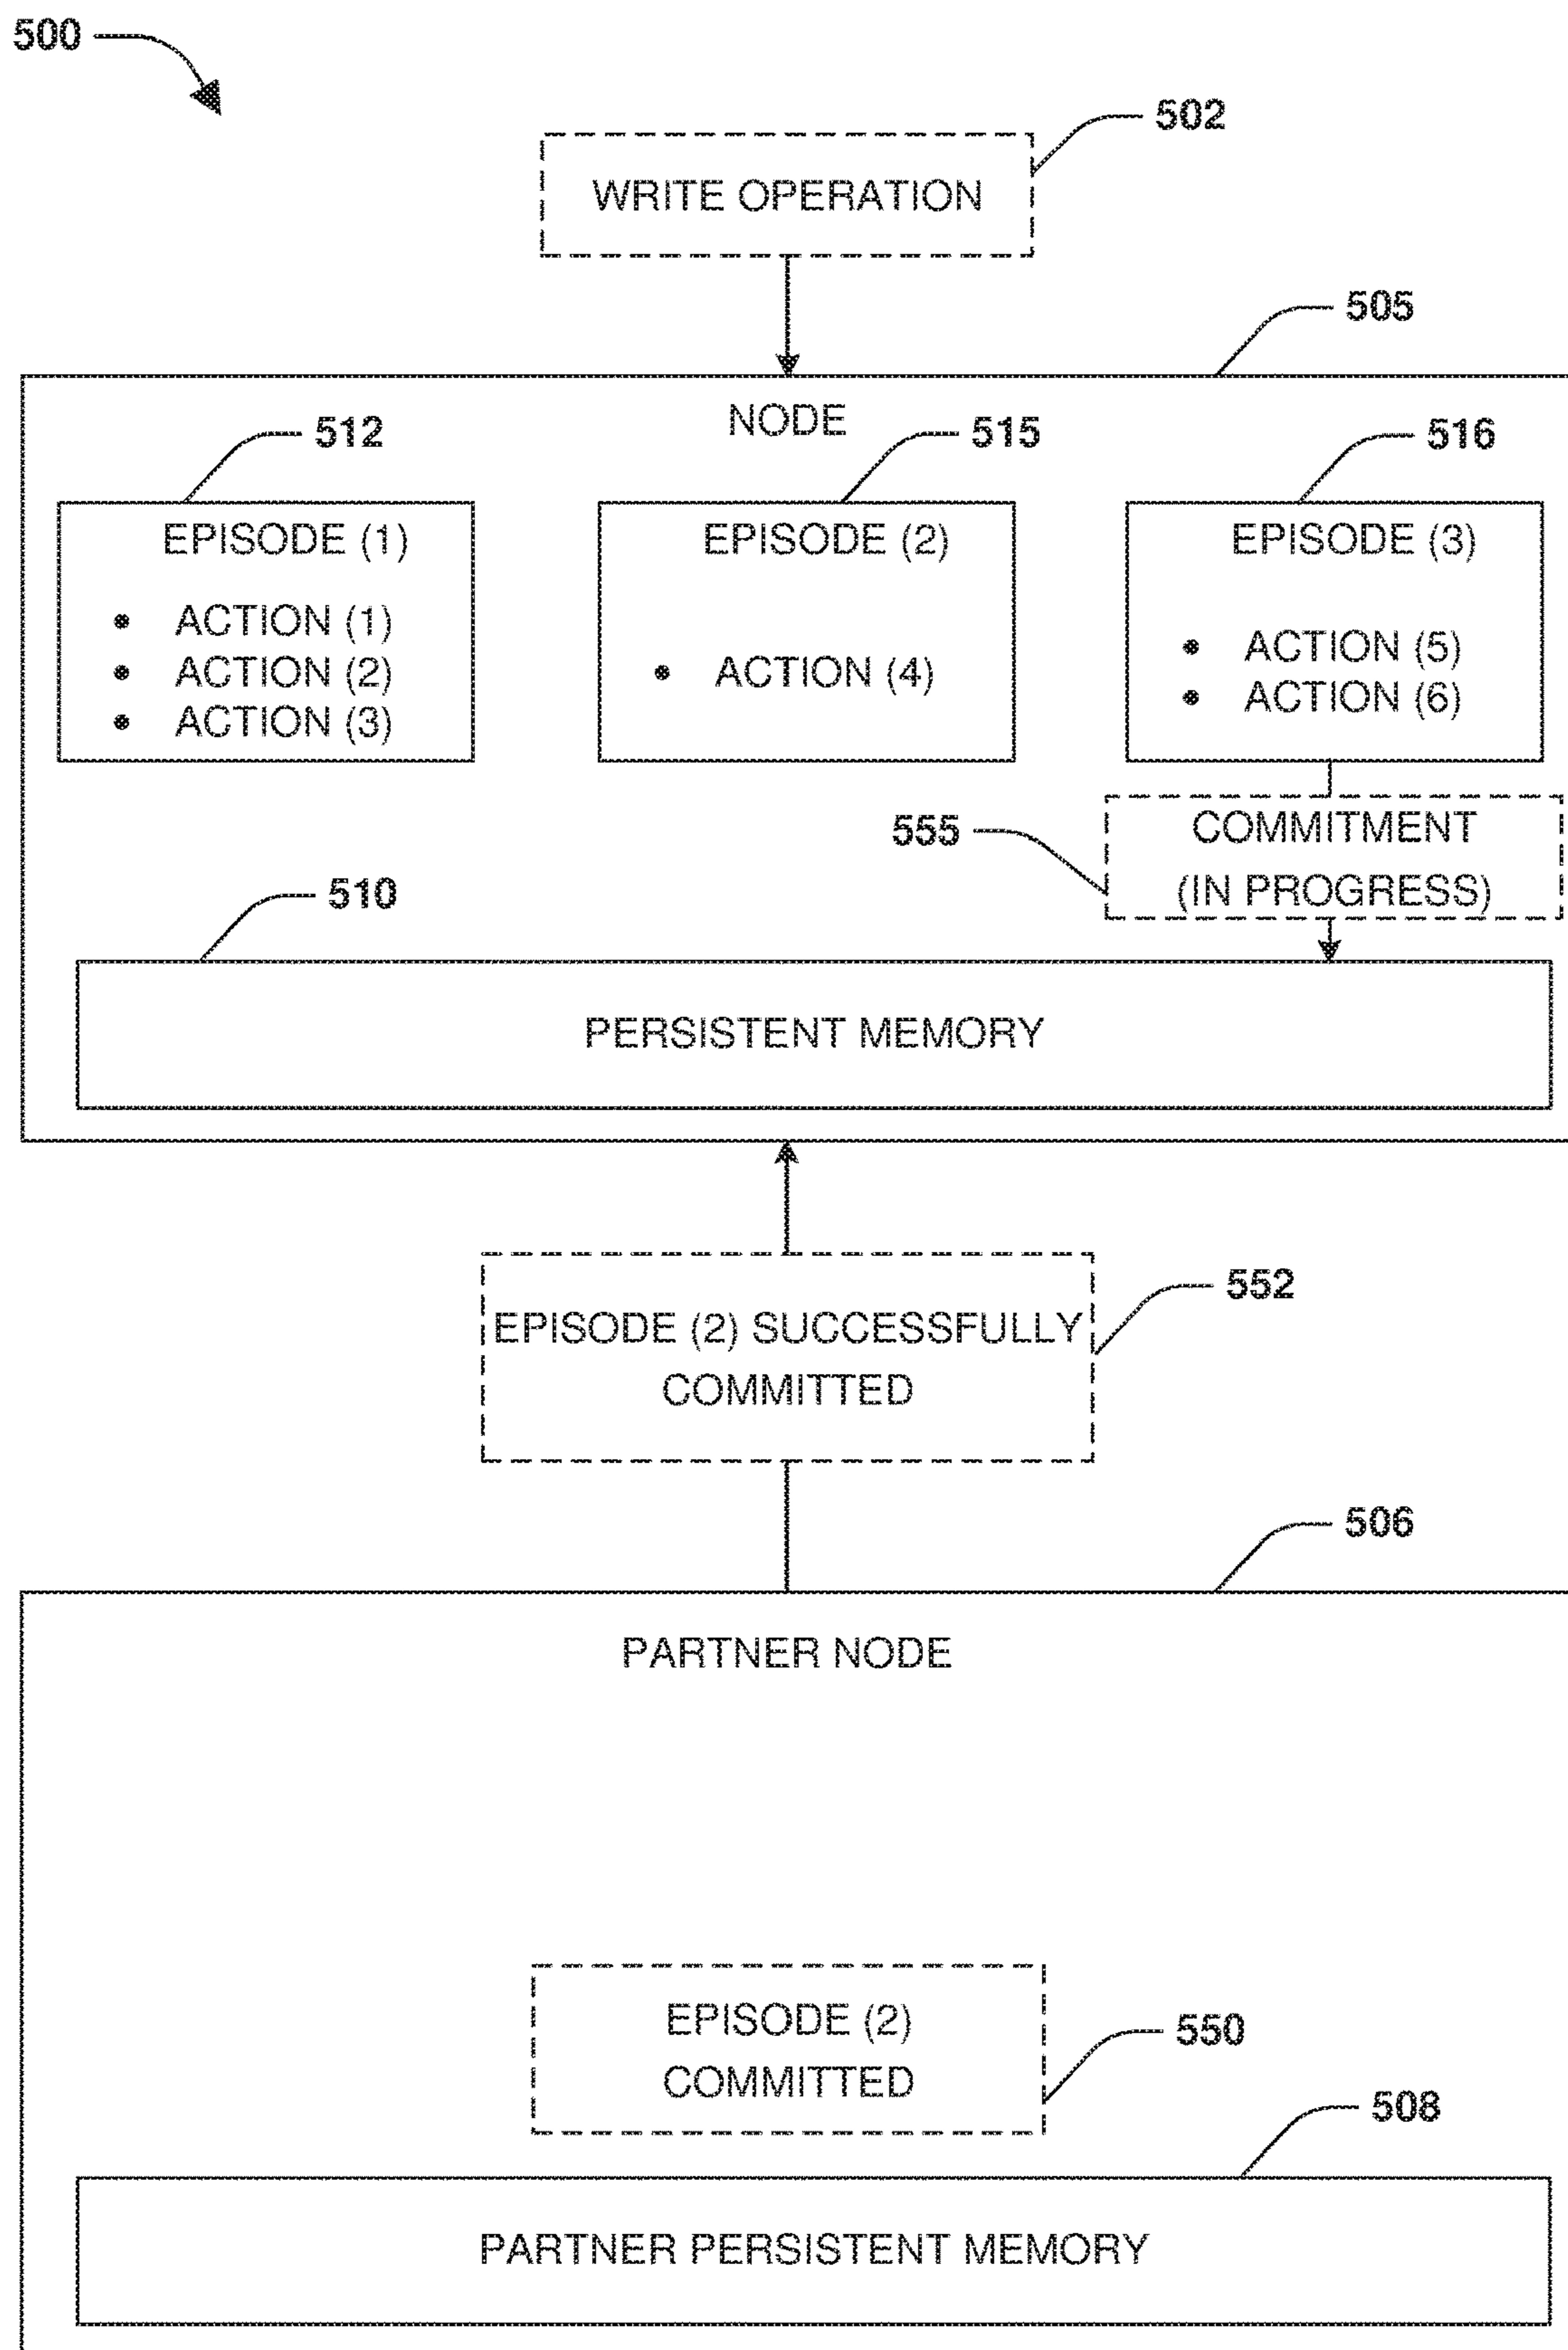 500
502
WRITE OPERATION
505
NODE
512
515
516
EPISODE (1)
• ACTION (1)
• ACTION (2)
• ACTION (3)
EPISODE (2)
• ACTION (4)
EPISODE (3)
• ACTION (5)
• ACTION (6)
555
COMMITMENT
(IN PROGRESS)
510
PERSISTENT MEMORY
552
EPISODE (2) SUCCESSFULLY
COMMITTED
506
PARTNER NODE
EPISODE (2)
COMMITTED
550
508
PARTNER PERSISTENT MEMORY